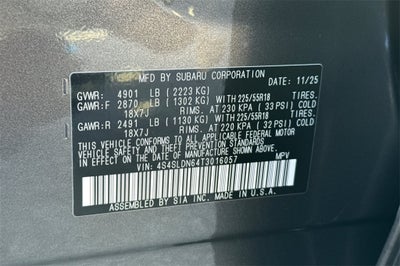 MFD BY SUBARU CORPORATION 11/25
GVWR: 4901 LB (2223 KG)
GAWR:F 2870 LB (1302 KG) WITH 225/55R18 TIRES.
18X7J RIMS. AT 230 KPA (33 PSI) COLD
GAWR:R 2491 LB (1130 KG) WITH 225/55R18 TIRES.
18X7J RIMS. AT 220 KPA (32 PSI) COLD
THIS VEHICLE CONFORMS TO ALL APPLICABLE FEDERAL MOTOR
VEHICLE SAFETY, BUMPER, AND THEFT PREVENTION STANDARDS
IN EFFECT ON THE DATE OF MANUFACTURE SHOWN ABOVE.
VIN: 4S4SLDN64T3016057 MPV
ASSEMBLED BY SIA INC. MADE IN U.S.A.